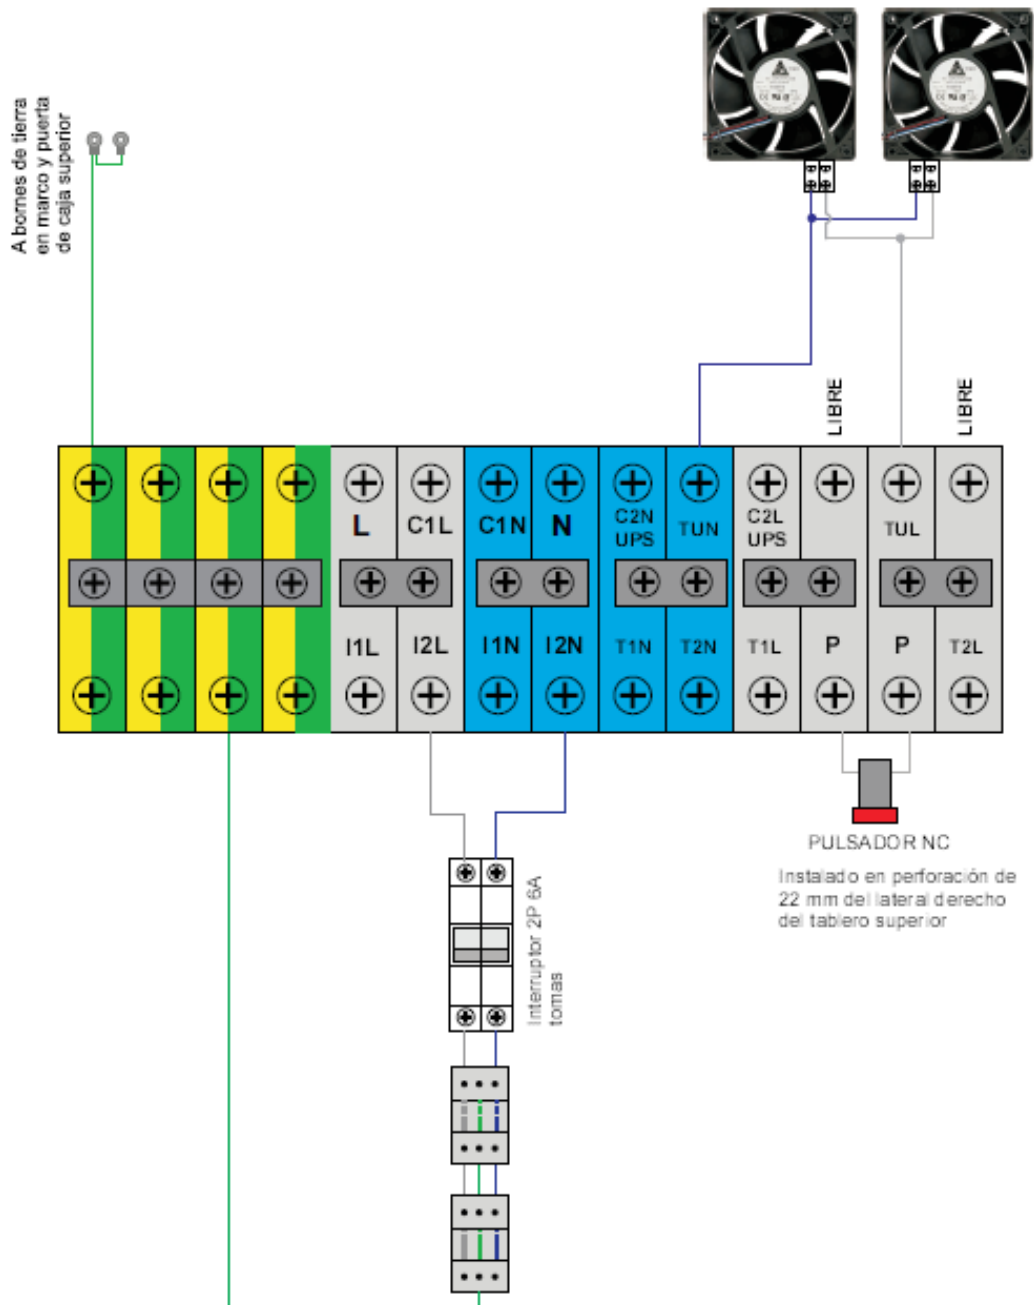 A bornes de tierra
en marco y puerta
de caja superior
LIBRE
LIBRE
L
C1L
C1N
N
C2N
UPS
TUN
C2L
UPS
TUL
I1L
I2L
I1N
I2N
T1N
T2N
T1L
P
P
T2L
PULSADOR NC
Instalado en perforación de
22 mm del lateral derecho
del tablero superior
Interruptor 2P 6A
tomas